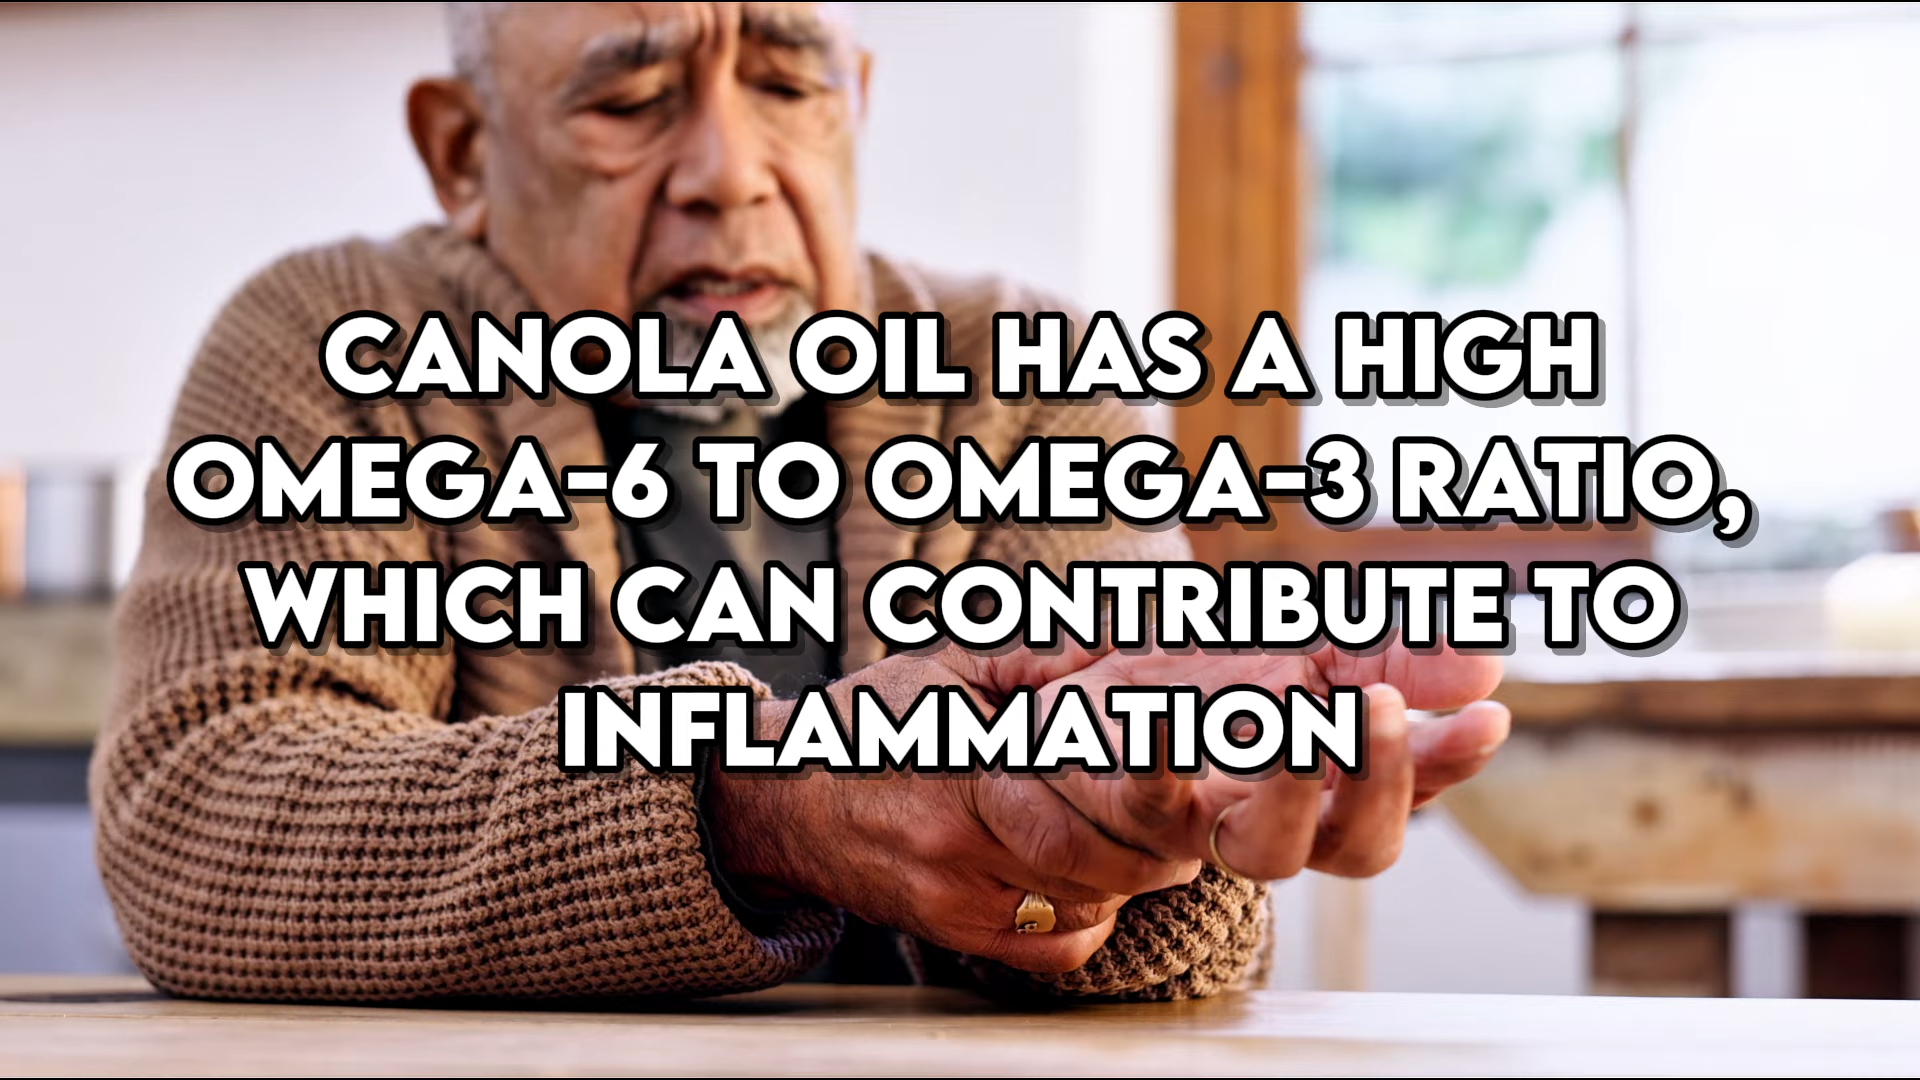 CANOLA OIL HAS A HIGH
OMEGA-6 TO OMEGA-3 RATIO,
WHICH CAN CONTRIBUTE TO
INFLAMMATION